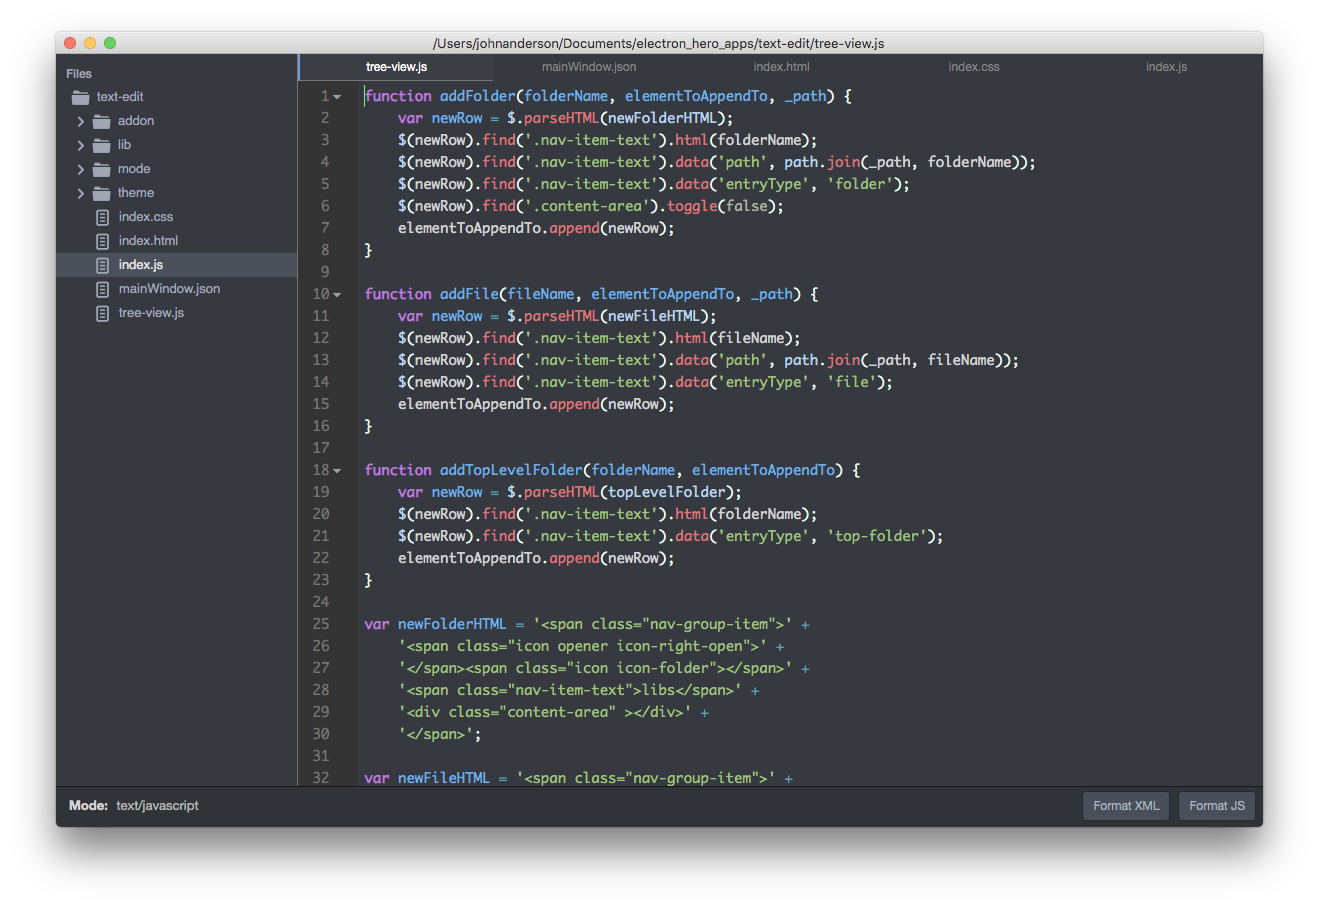 /Users/johnanderson/Documents/electron_hero_apps/text-edit/tree-view.js
Files
text-edit
addon
lib
mode
theme
index.css
index.html
index.js
mainWindow.json
tree-view.js
tree-view.js mainWindow.json index.html index.css index.js
1 function addFolder(folderName, elementToAppendTo, _path) {
2     var newRow = $.parseHTML(newFolderHTML);
3     $(newRow).find('.nav-item-text').html(folderName);
4     $(newRow).find('.nav-item-text').data('path', path.join(_path, folderName));
5     $(newRow).find('.nav-item-text').data('entryType', 'folder');
6     $(newRow).find('.content-area').toggle(false);
7     elementToAppendTo.append(newRow);
8 }
9
10 function addFile(fileName, elementToAppendTo, _path) {
11     var newRow = $.parseHTML(newFileHTML);
12     $(newRow).find('.nav-item-text').html(fileName);
13     $(newRow).find('.nav-item-text').data('path', path.join(_path, fileName));
14     $(newRow).find('.nav-item-text').data('entryType', 'file');
15     elementToAppendTo.append(newRow);
16 }
17
18 function addTopLevelFolder(folderName, elementToAppendTo) {
19     var newRow = $.parseHTML(topLevelFolder);
20     $(newRow).find('.nav-item-text').html(folderName);
21     $(newRow).find('.nav-item-text').data('entryType', 'top-folder');
22     elementToAppendTo.append(newRow);
23 }
24
25 var newFolderHTML = '<span class="nav-group-item">' +
26     '<span class="icon opener icon-right-open">' +
27     '</span><span class="icon icon-folder"></span>' +
28     '<span class="nav-item-text">libs</span>' +
29     '<div class="content-area" ></div>' +
30     '</span>';
31
32 var newFileHTML = '<span class="nav-group-item">' +
Mode: text/javascript
Format XML
Format JS